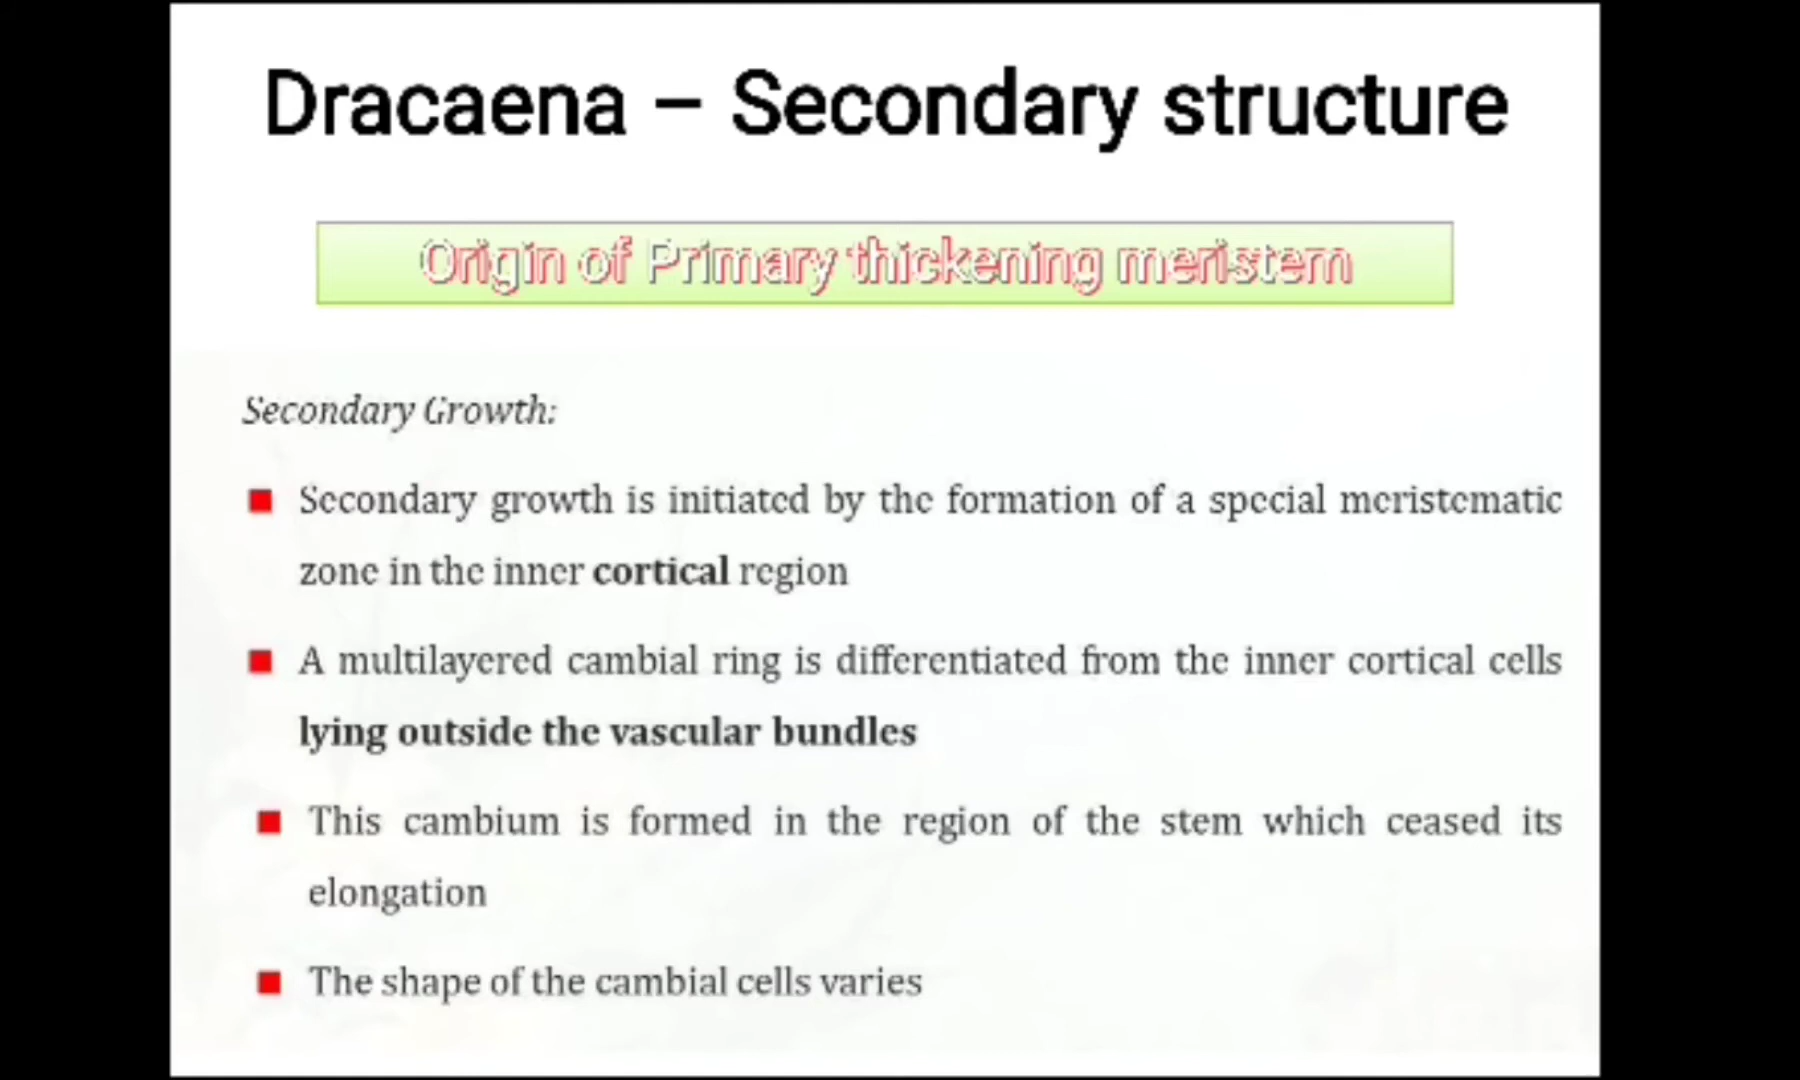 Dracaena – Secondary structure
Origin of Primary thickening meristem
Secondary Growth:
Secondary growth is initiated by the formation of a special meristematic
zone in the inner cortical region
A multilayered cambial ring is differentiated from the inner cortical cells
lying outside the vascular bundles
This cambium is formed in the region of the stem which ceased its
elongation
The shape of the cambial cells varies